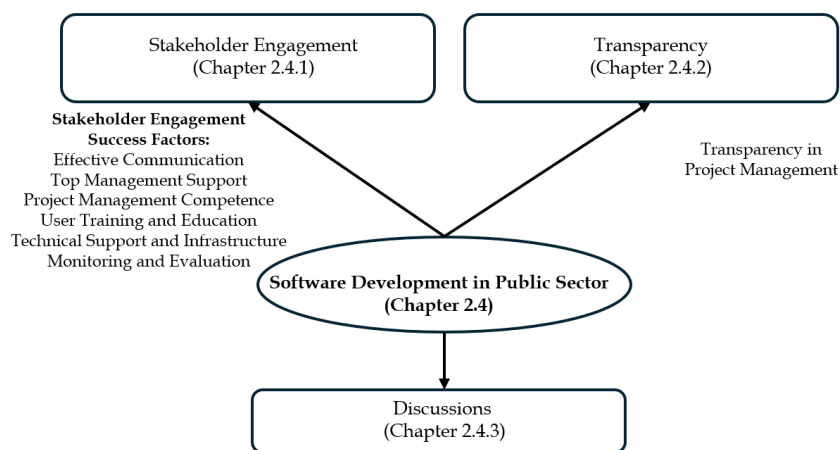 Stakeholder Engagement
(Chapter 2.4.1)
Transparency
(Chapter 2.4.2)
Stakeholder Engagement
Success Factors:
Effective Communication
Top Management Support
Project Management Competence
User Training and Education
Technical Support and Infrastructure
Monitoring and Evaluation
Transparency in
Project Management
Software Development in Public Sector
(Chapter 2.4)
Discussions
(Chapter 2.4.3)